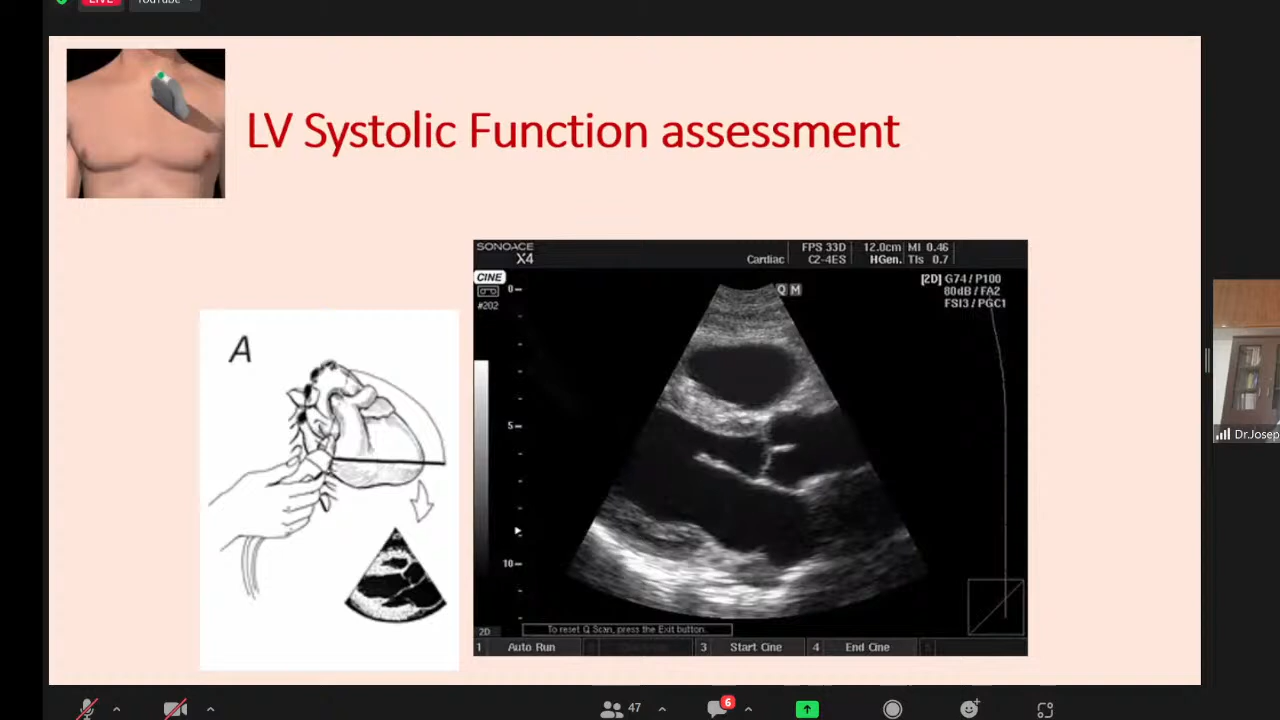 LIVE
YouTube
LV Systolic Function assessment
SONOACE
X4
Cardiac
FPS 33D
C2-4ES
12.0cm
HGen.
MI 0.46
TIs 0.7
CINE
#202
0
Q M
[2D] G74 / P100
80dB / FA2
FSI3 / PGC1
A
5
10
2D
To reset Q Scan, press the Exit button.
1 Auto Run
3 Start Cine
4 End Cine
Dr.Josep
47
6